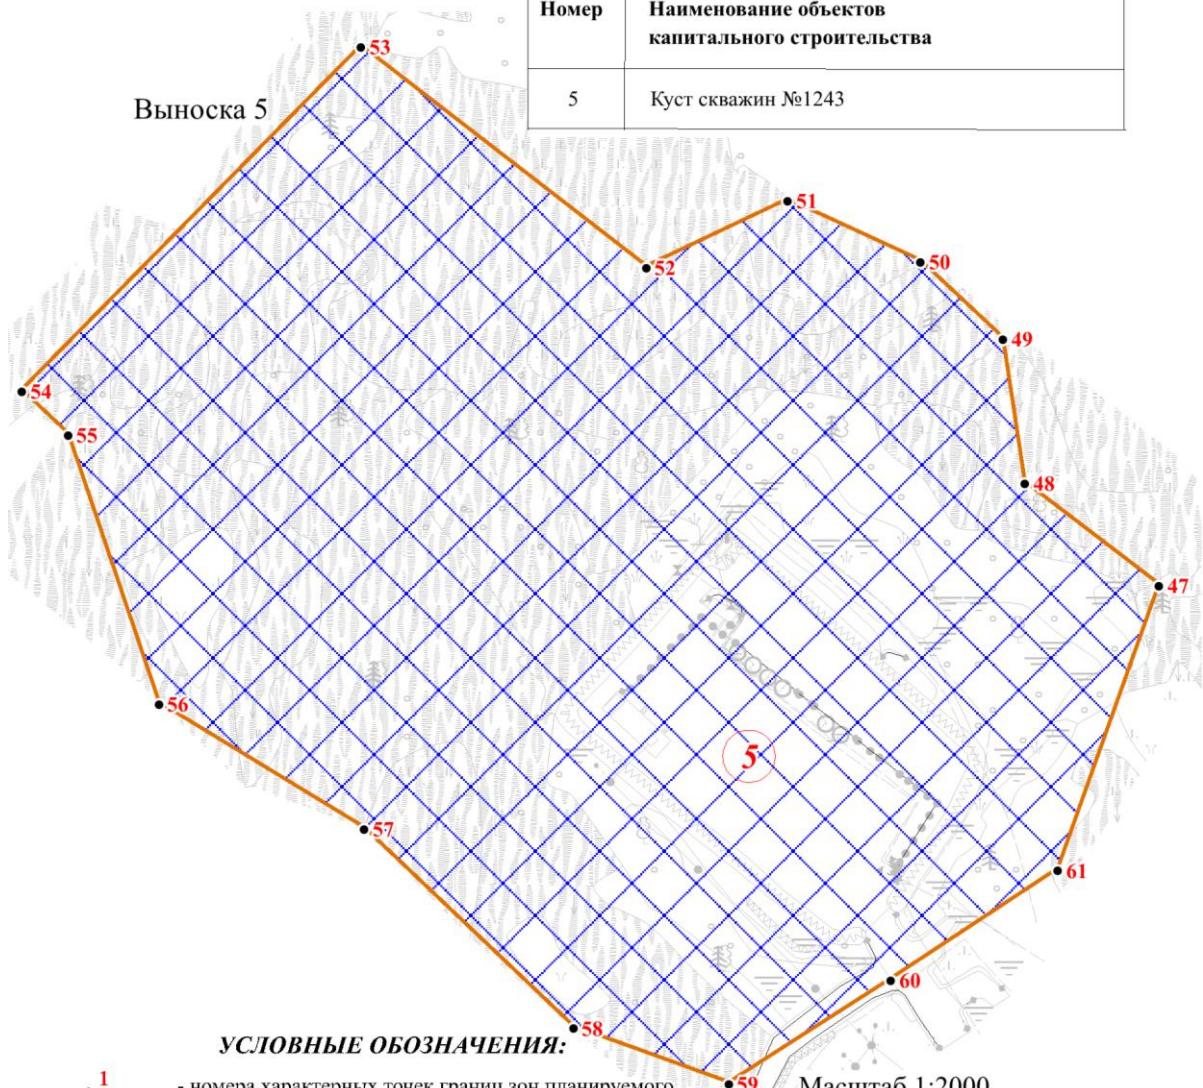 Номер Наименование объектов
капитального строительства
5 Куст скважин №1243
Выноска 5
53
51
52
50
49
54
55
48
47
56
5
57
61
60
58
УСЛОВНЫЕ ОБОЗНАЧЕНИЯ:
59
1 - номера характерных точек границ зон планируемого
Масштаб 1:2000